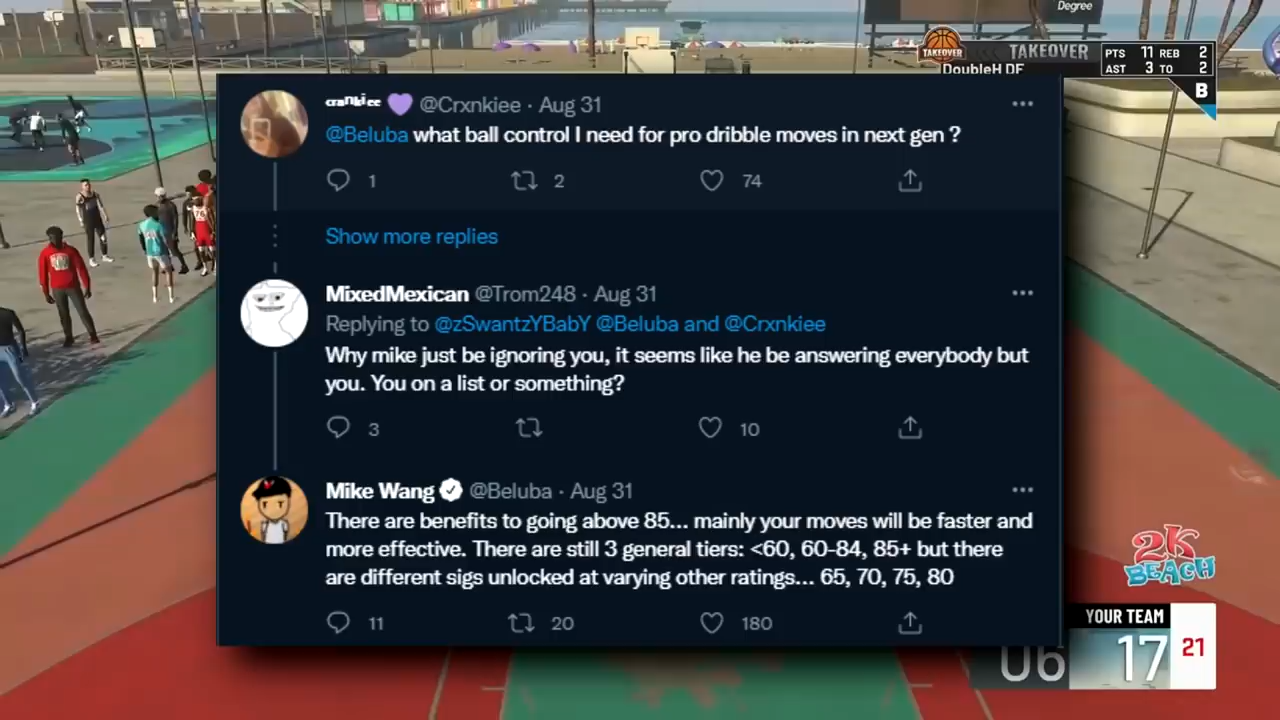 Degree
TAKEOVER
TAKEOVER
PTS 11 REB 2
AST 3 TO 2
DoubleH DF
B
crankiee 💜 @Crxnkiee · Aug 31
@Beluba what ball control I need for pro dribble moves in next gen ?
1 2 74
Show more replies
MixedMexican @Trom248 · Aug 31
Replying to @zSwantzYBabY @Beluba and @Crxnkiee
Why mike just be ignoring you, it seems like he be answering everybody but
you. You on a list or something?
3 10
Mike Wang @Beluba · Aug 31
There are benefits to going above 85... mainly your moves will be faster and
more effective. There are still 3 general tiers: <60, 60-84, 85+ but there
are different sigs unlocked at varying other ratings... 65, 70, 75, 80
11 20 180
76
2K
BEACH
YOUR TEAM
06 17 21